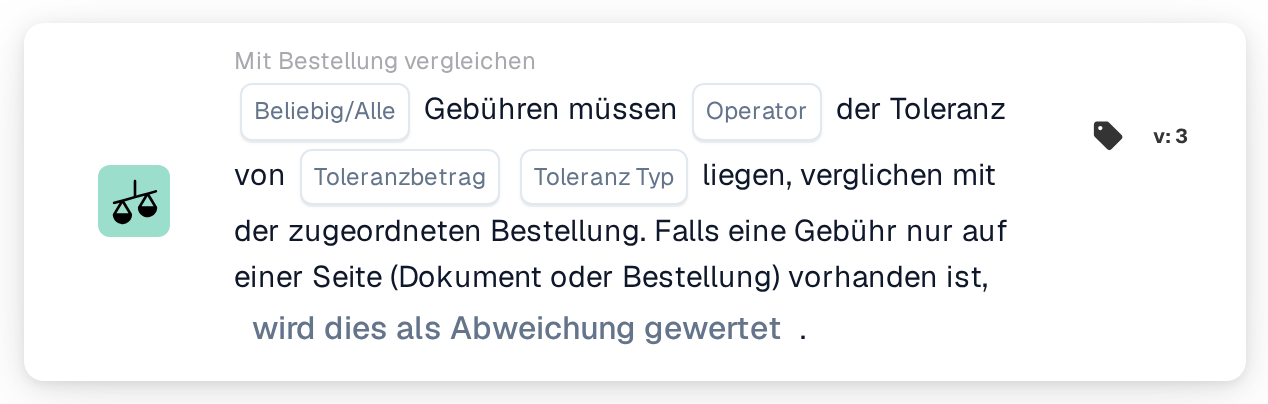 Mit Bestellung vergleichen
Beliebig/Alle Gebühren müssen Operator der Toleranz
v: 3
von Toleranzbetrag Toleranz Typ liegen, verglichen mit
der zugeordneten Bestellung. Falls eine Gebühr nur auf
einer Seite (Dokument oder Bestellung) vorhanden ist,
wird dies als Abweichung gewertet .